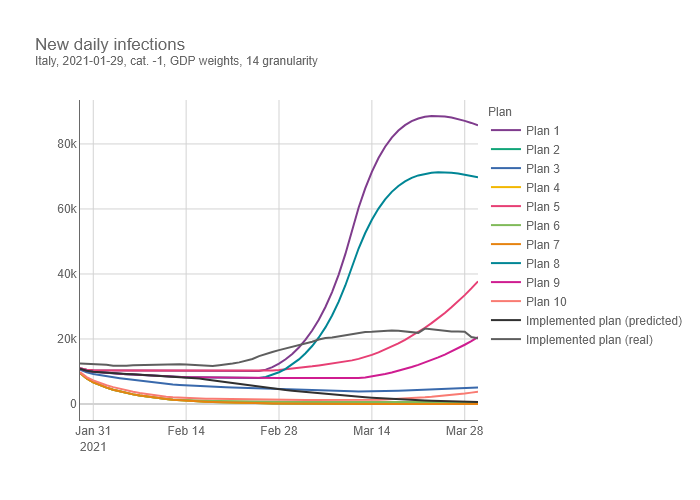 New daily infections
Italy, 2021-01-29, cat. -1, GDP weights, 14 granularity
Plan
Plan 1
Plan 2
Plan 3
Plan 4
Plan 5
Plan 6
Plan 7
Plan 8
Plan 9
Plan 10
Implemented plan (predicted)
Implemented plan (real)
80k
60k
40k
20k
0
Jan 31 Feb 14 Feb 28 Mar 14 Mar 28
2021